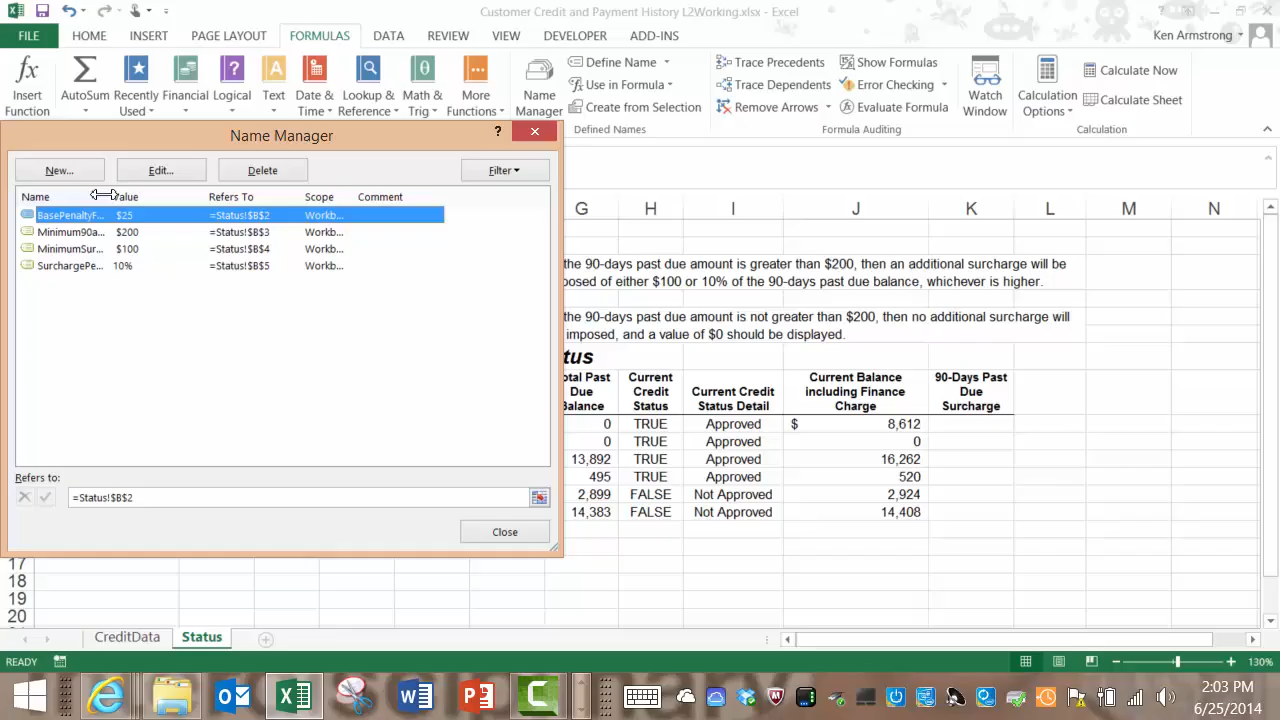 Customer Credit and Payment History L2Working.xlsx - Excel
FILE HOME INSERT PAGE LAYOUT FORMULAS DATA REVIEW VIEW DEVELOPER ADD-INS Ken Armstrong
Insert Function
AutoSum
Recently Used
Financial
Logical
Text
Date & Time
Lookup & Reference
Math & Trig
More Functions
Name Manager
Define Name
Use in Formula
Create from Selection
Defined Names
Trace Precedents
Trace Dependents
Remove Arrows
Show Formulas
Error Checking
Evaluate Formula
Formula Auditing
Watch Window
Calculation Options
Calculate Now
Calculate Sheet
Calculation
Name Manager
?
New... Edit... Delete Filter
Name Value Refers To Scope Comment
BasePenaltyF... $25 =Status!$B$2 Workb...
Minimum90a... $200 =Status!$B$3 Workb...
MinimumSur... $100 =Status!$B$4 Workb...
SurchargePe... 10% =Status!$B$5 Workb...
Refers to:
=Status!$B$2
Close
G H I J K L M N
the 90-days past due amount is greater than $200, then an additional surcharge will be
posed of either $100 or 10% of the 90-days past due balance, whichever is higher.
the 90-days past due amount is not greater than $200, then no additional surcharge will
imposed, and a value of $0 should be displayed.
tus
otal Past Due Balance
Current Credit Status
Current Credit Status Detail
Current Balance including Finance Charge
90-Days Past Due Surcharge
0 TRUE Approved $ 8,612
0 TRUE Approved 0
13,892 TRUE Approved 16,262
495 TRUE Approved 520
2,899 FALSE Not Approved 2,924
14,383 FALSE Not Approved 14,408
17
18
19
20
CreditData Status
READY 130%
2:03 PM
6/25/2014